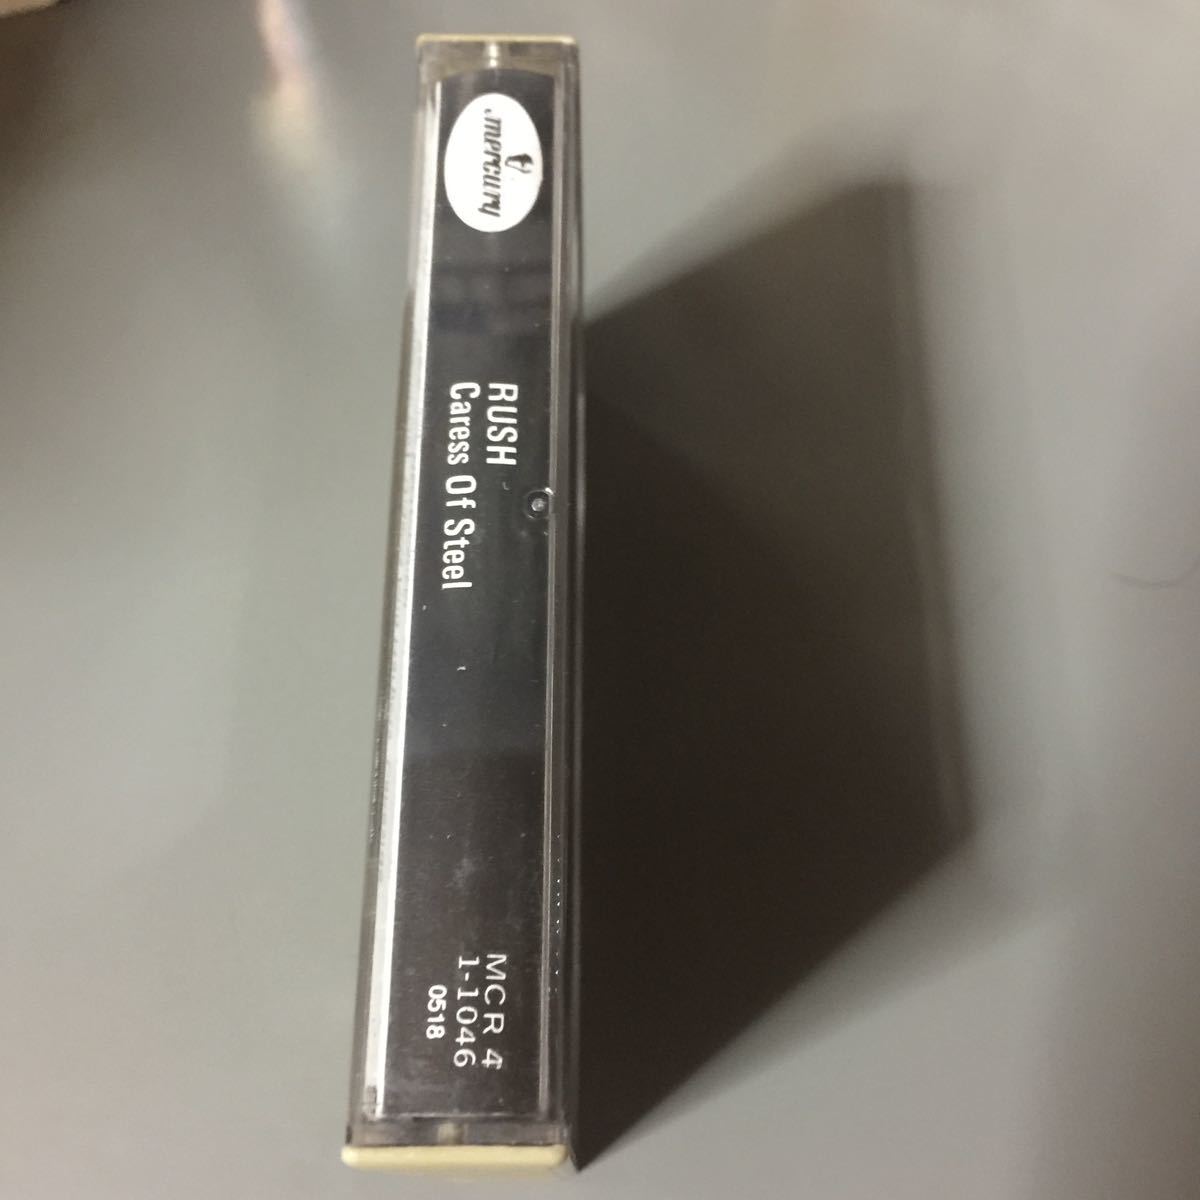 mercury
RUSH
Caress Of Steel
MCR 4
1-1046
0518